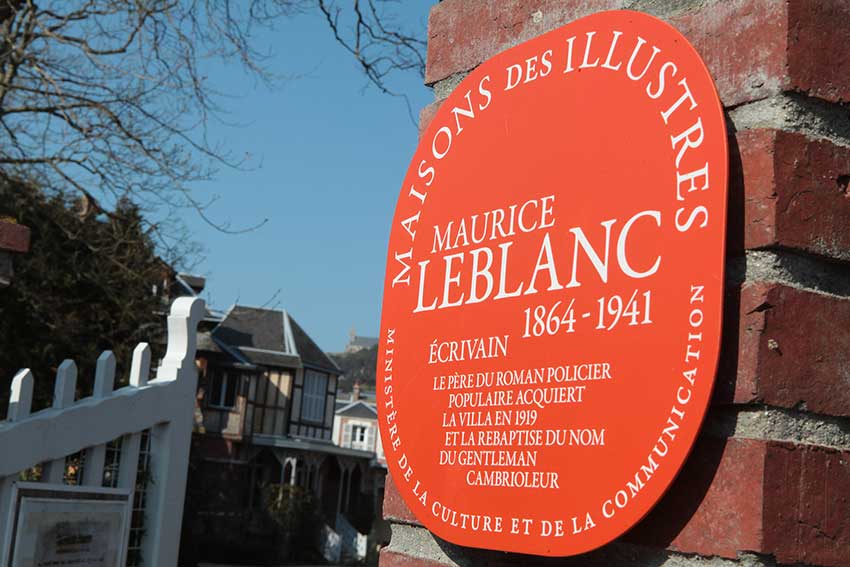 MAISONS DES ILLUSTRES
MAURICE
LEBLANC
1864 - 1941
ÉCRIVAIN
LE PÈRE DU ROMAN POLICIER
POPULAIRE ACQUIERT
LA VILLA EN 1919
ET LA REBAPTISE DU NOM
DU GENTLEMAN
CAMBRIOLEUR
MINISTÈRE DE LA CULTURE ET DE LA COMMUNICATION